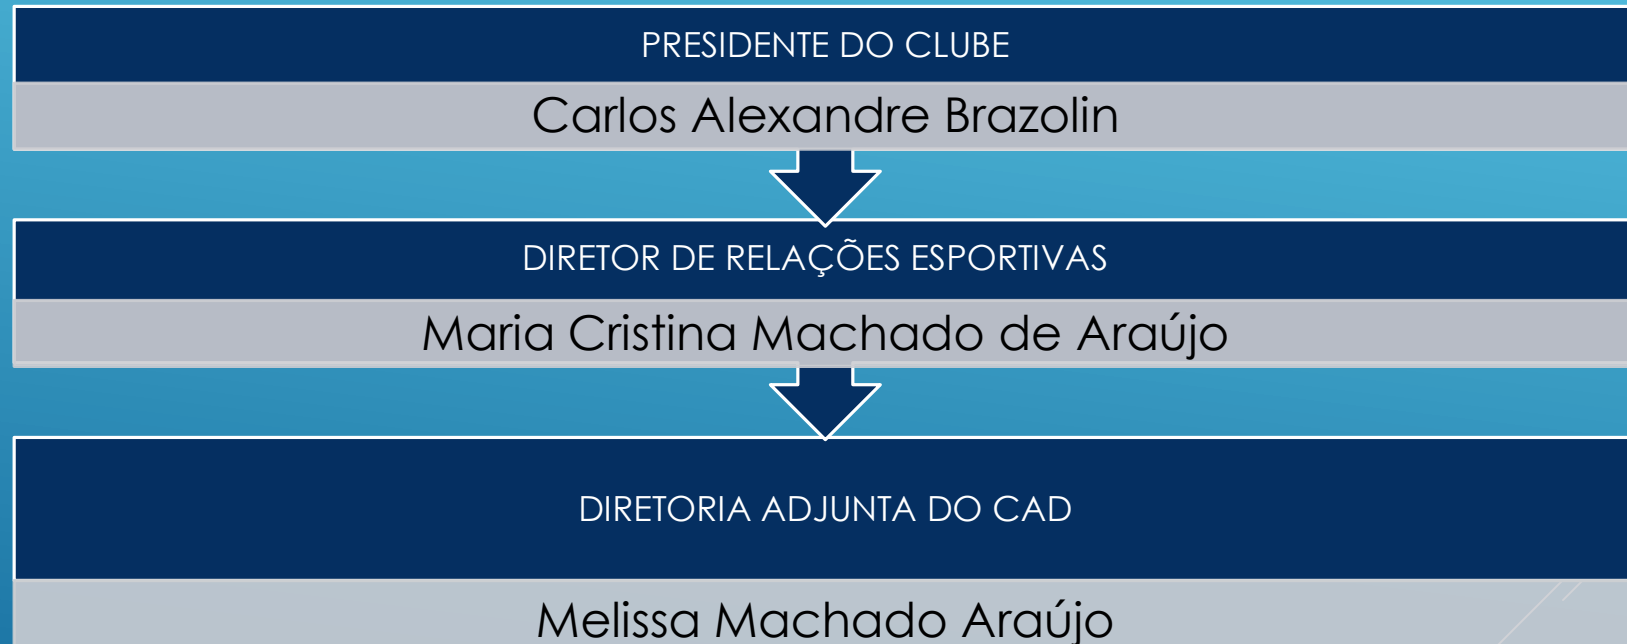 PRESIDENTE DO CLUBE
Carlos Alexandre Brazolin
DIRETOR DE RELAÇÕES ESPORTIVAS
Maria Cristina Machado de Araújo
DIRETORIA ADJUNTA DO CAD
Melissa Machado Araújo